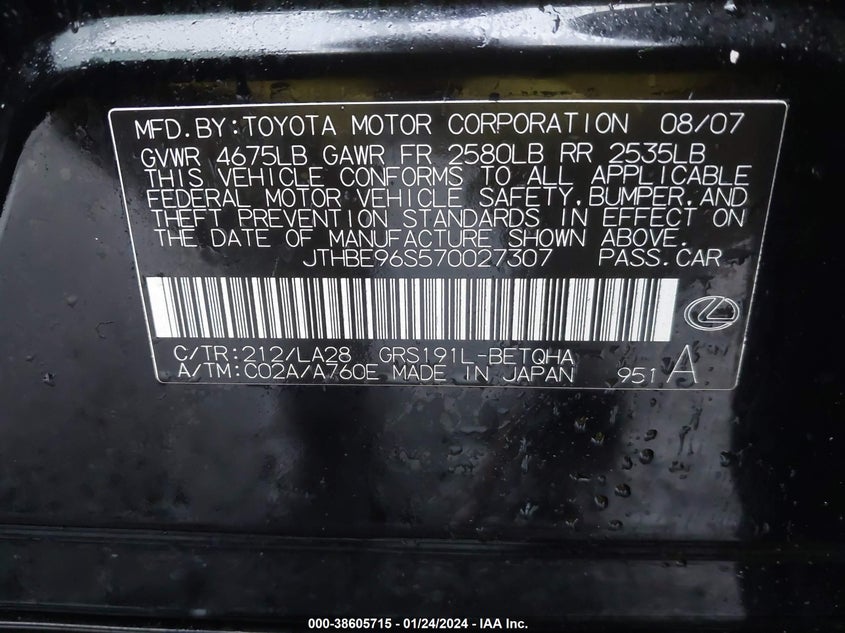 MFD.BY:TOYOTA MOTOR CORPORATION 08/07
GVWR 4675LB GAWR FR 2580LB RR 2535LB
THIS VEHICLE CONFORMS TO ALL APPLICABLE
FEDERAL MOTOR VEHICLE SAFETY,BUMPER,AND
THEFT PREVENTION STANDARDS IN EFFECT ON
THE DATE OF MANUFACTURE SHOWN ABOVE.
JTHBE96S570027307 PASS.CAR
C/TR:212/LA28 GRS191L-BETQHA
A/TM:C02A/A760E MADE IN JAPAN 951 A
000-38605715 - 01/24/2024 - IAA Inc.